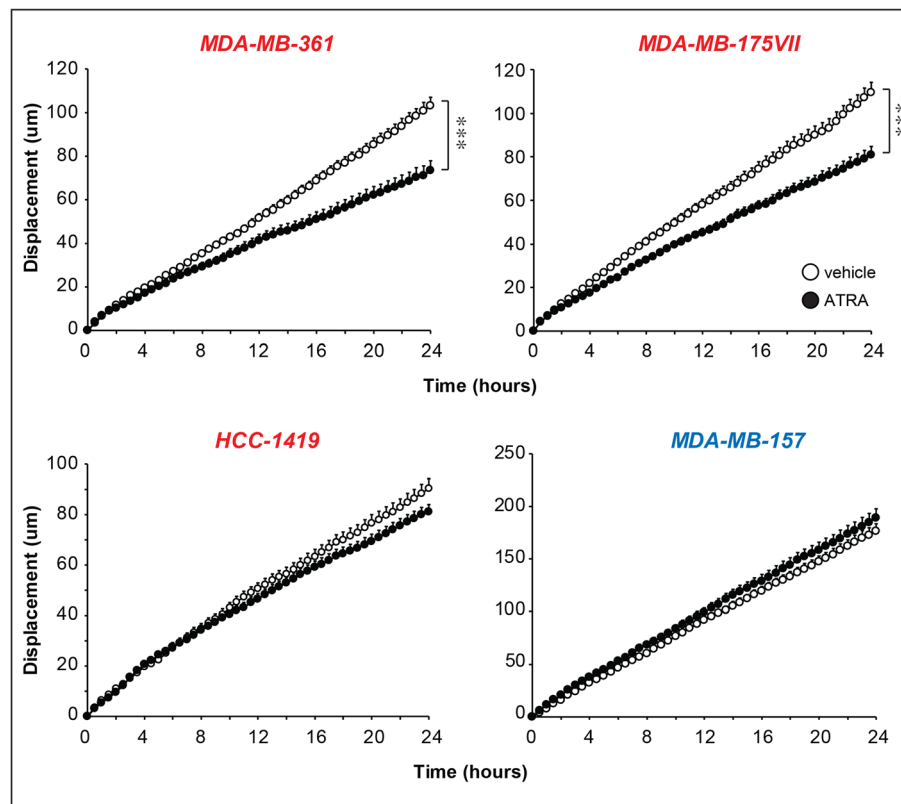 MDA-MB-361
120
100
80
60
40
20
0
Displacement (um)
0 4 8 12 16 20 24
***
MDA-MB-175VII
120
100
80
60
40
20
0
0 4 8 12 16 20 24
***
vehicle
ATRA
Time (hours)
HCC-1419
100
80
60
40
20
0
Displacement (um)
0 4 8 12 16 20 24
MDA-MB-157
250
200
150
100
50
0
0 4 8 12 16 20 24
Time (hours)
Time (hours)